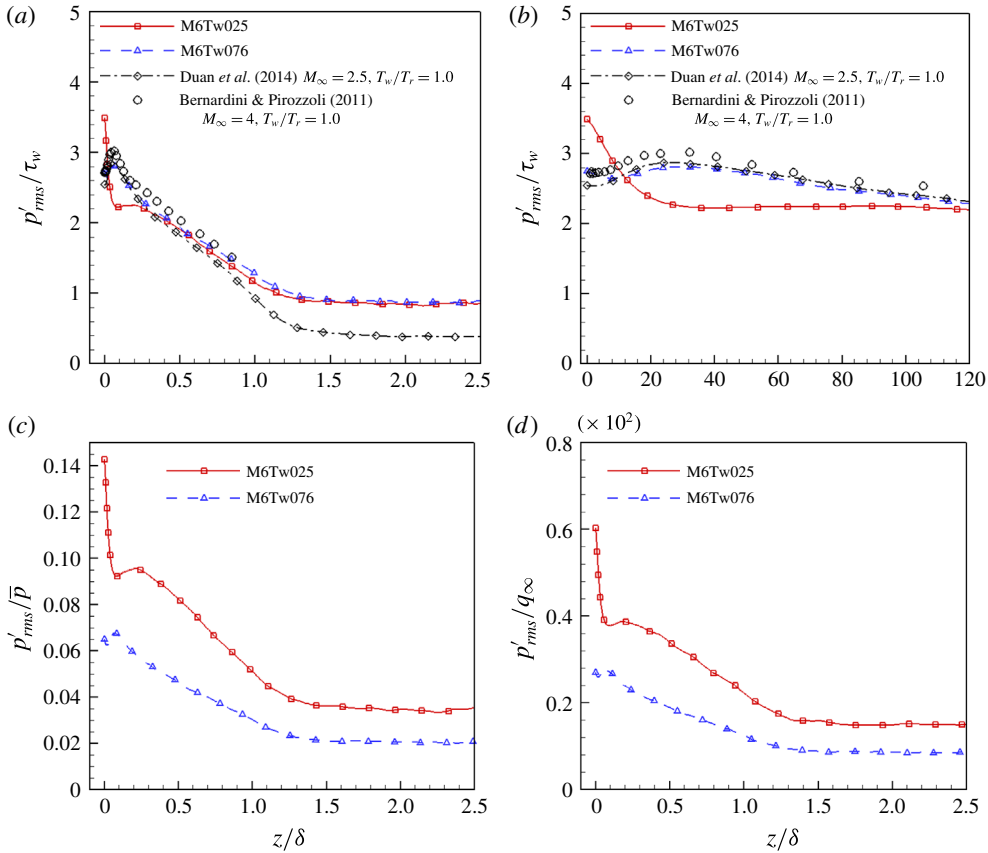 (a)
5
4
3
2
1
0
p′rms/τw
M6Tw025
M6Tw076
Duan et al. (2014) M∞ = 2.5, Tw/Tr = 1.0
Bernardini & Pirozzoli (2011)
M∞ = 4, Tw/Tr = 1.0
0 0.5 1.0 1.5 2.0 2.5
(b)
5
4
3
2
1
0
p′rms/τw
M6Tw025
M6Tw076
Duan et al. (2014) M∞ = 2.5, Tw/Tr = 1.0
Bernardini & Pirozzoli (2011)
M∞ = 4, Tw/Tr = 1.0
0 20 40 60 80 100 120
(c)
0.14
0.12
0.10
0.08
0.06
0.04
0.02
0
p′rms/p̅
M6Tw025
M6Tw076
0 0.5 1.0 1.5 2.0 2.5
z/δ
(d)
(× 10²)
0.8
0.6
0.4
0.2
0
p′rms/q∞
M6Tw025
M6Tw076
0 0.5 1.0 1.5 2.0 2.5
z/δ